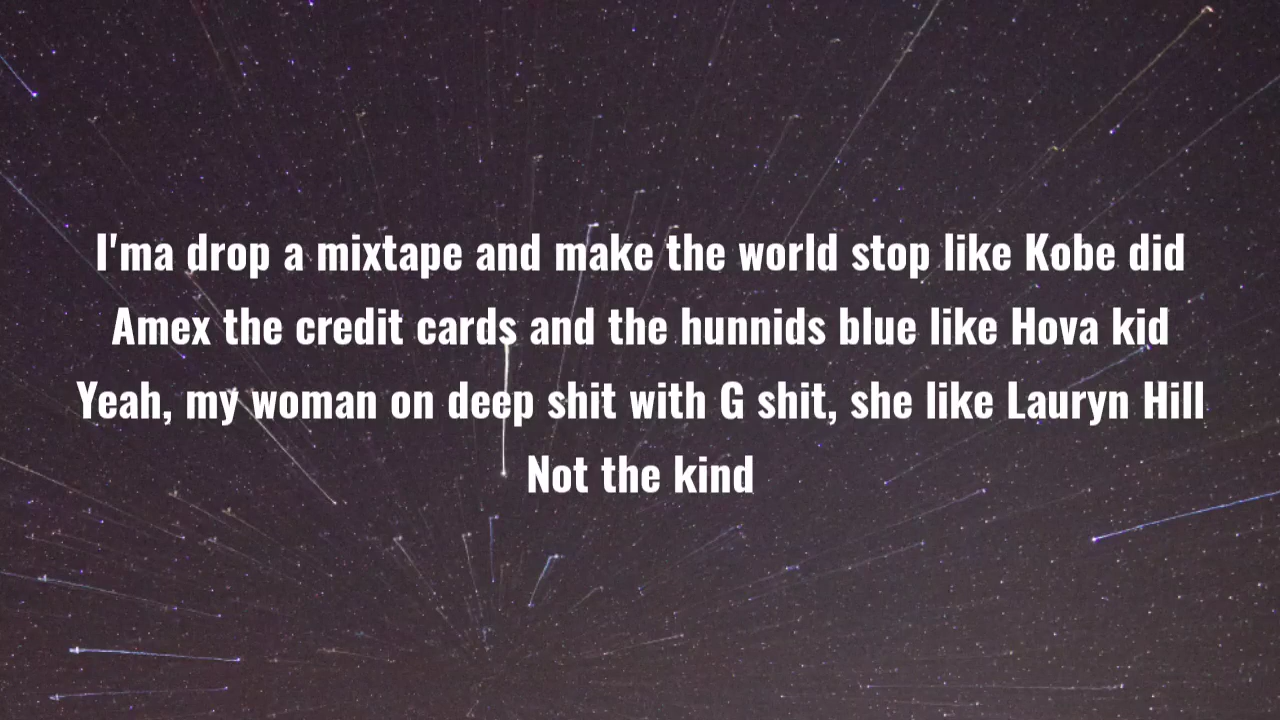 I'ma drop a mixtape and make the world stop like Kobe did
Amex the credit cards and the hunnids blue like Hova kid
Yeah, my woman on deep shit with G shit, she like Lauryn Hill
Not the kind